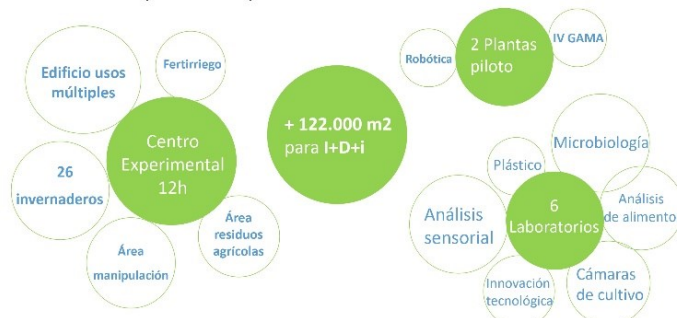 Edificio usos
múltiples
Fertirriego
Centro
Experimental
12h
26
invernaderos
Área
manipulación
Área
residuos
agrícolas
+ 122.000 m2
para I+D+i
Robótica
2 Plantas
piloto
IV GAMA
Microbiología
Plástico
6
Laboratorios
Análisis
sensorial
Análisis
de alimento
Innovación
tecnológica
Cámaras
de cultivo